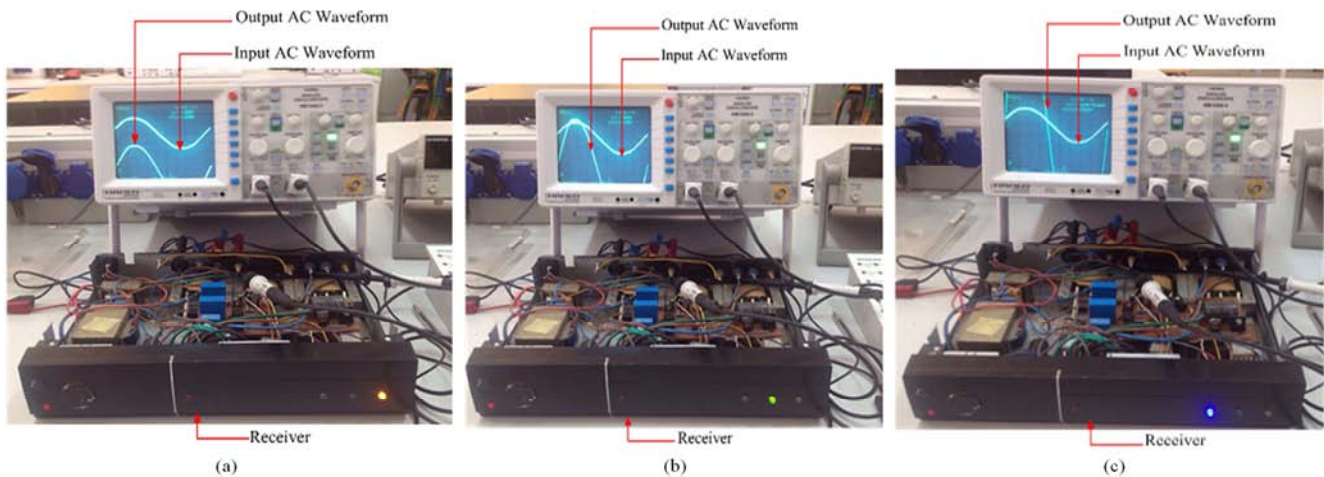 Output AC Waveform
Input AC Waveform
Receiver
(a)
Output AC Waveform
Input AC Waveform
Receiver
(b)
Output AC Waveform
Input AC Waveform
Receiver
(c)